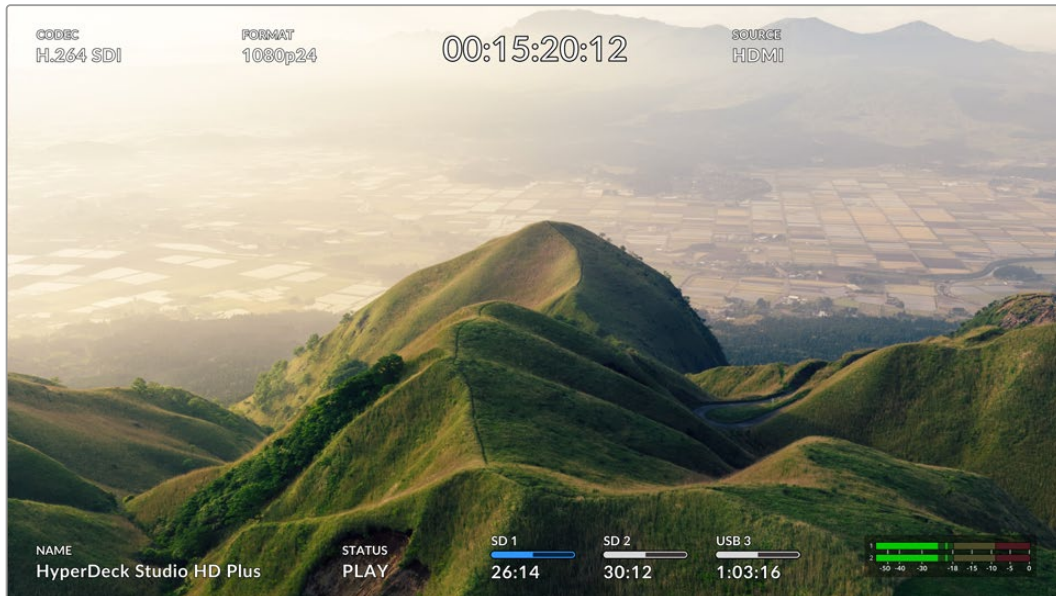 CODEC
H.264 SDI
FORMAT
1080p24
00:15:20:12
SOURCE
HDMI
NAME
HyperDeck Studio HD Plus
STATUS
PLAY
SD 1
26:14
SD 2
30:12
USB 3
1:03:16
1
2
-50 -40 -30 -18 -15 -10 -5 0